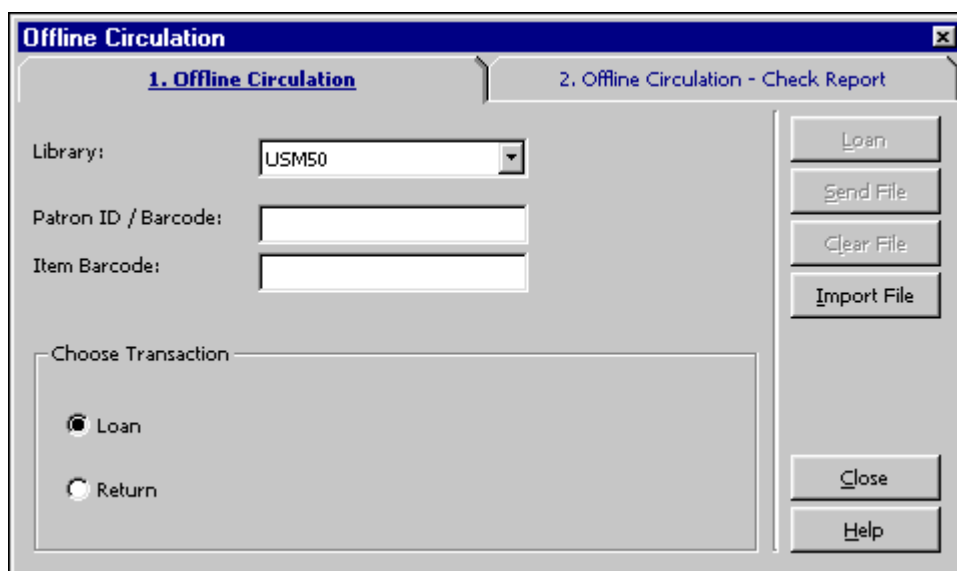 Offline Circulation
1. Offline Circulation
2. Offline Circulation - Check Report
Library:
USM50
Patron ID / Barcode:
Item Barcode:
Choose Transaction
Loan
Return
Loan
Send File
Clear File
Import File
Close
Help